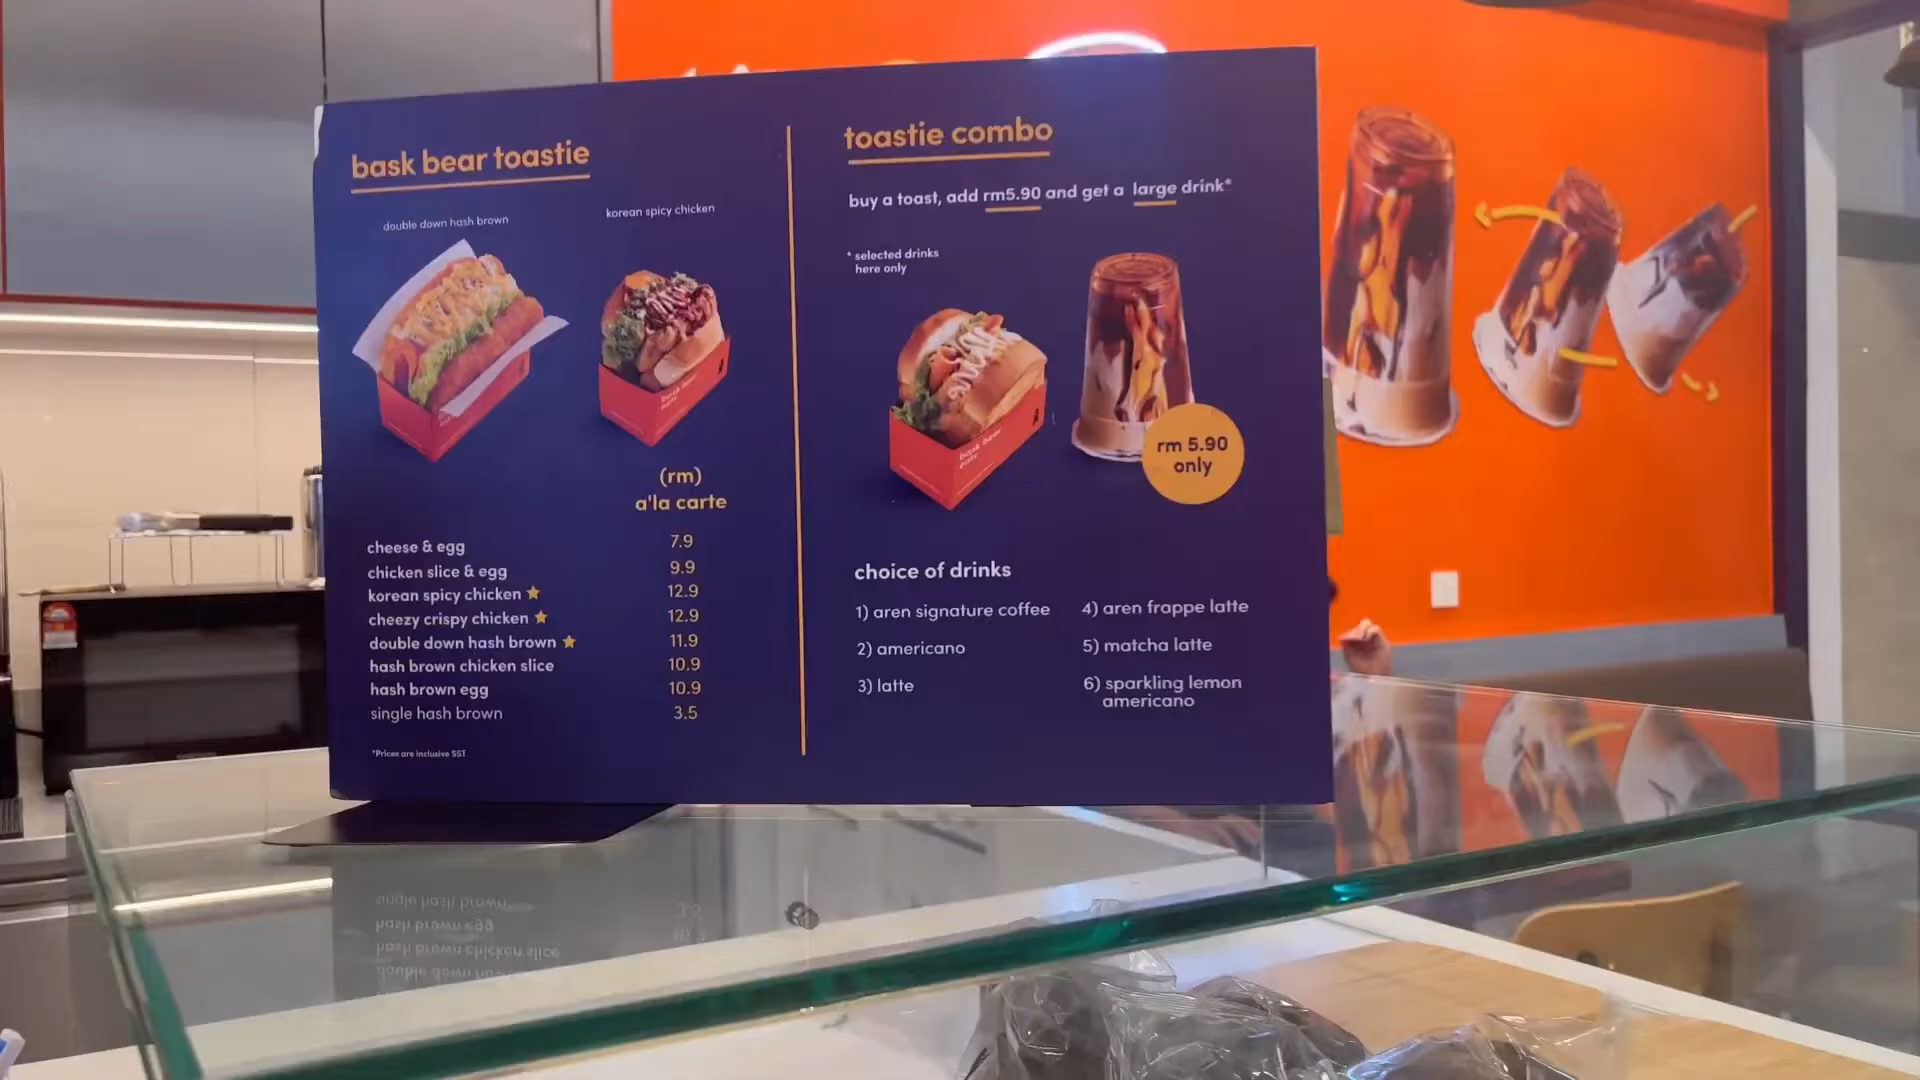 bask bear toastie
double down hash brown
korean spicy chicken
(rm)
a'la carte
cheese & egg 7.9
chicken slice & egg 9.9
korean spicy chicken 12.9
cheezy crispy chicken 12.9
double down hash brown 11.9
hash brown chicken slice 10.9
hash brown egg 10.9
single hash brown 3.5
*Prices are inclusive SST
toastie combo
buy a toast, add rm5.90 and get a large drink*
* selected drinks
here only
bask bear
rm 5.90
only
choice of drinks
1) aren signature coffee
2) americano
3) latte
4) aren frappe latte
5) matcha latte
6) sparkling lemon
americano